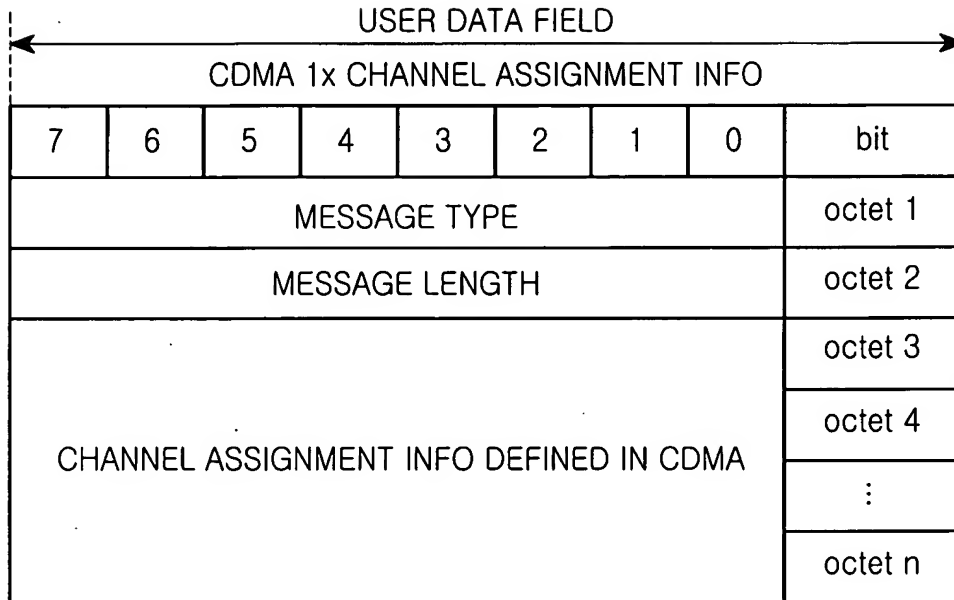 USER DATA FIELD
CDMA 1x CHANNEL ASSIGNMENT INFO
7 6 5 4 3 2 1 0 bit
MESSAGE TYPE octet 1
MESSAGE LENGTH octet 2
octet 3
octet 4
CHANNEL ASSIGNMENT INFO DEFINED IN CDMA
⋮
octet n